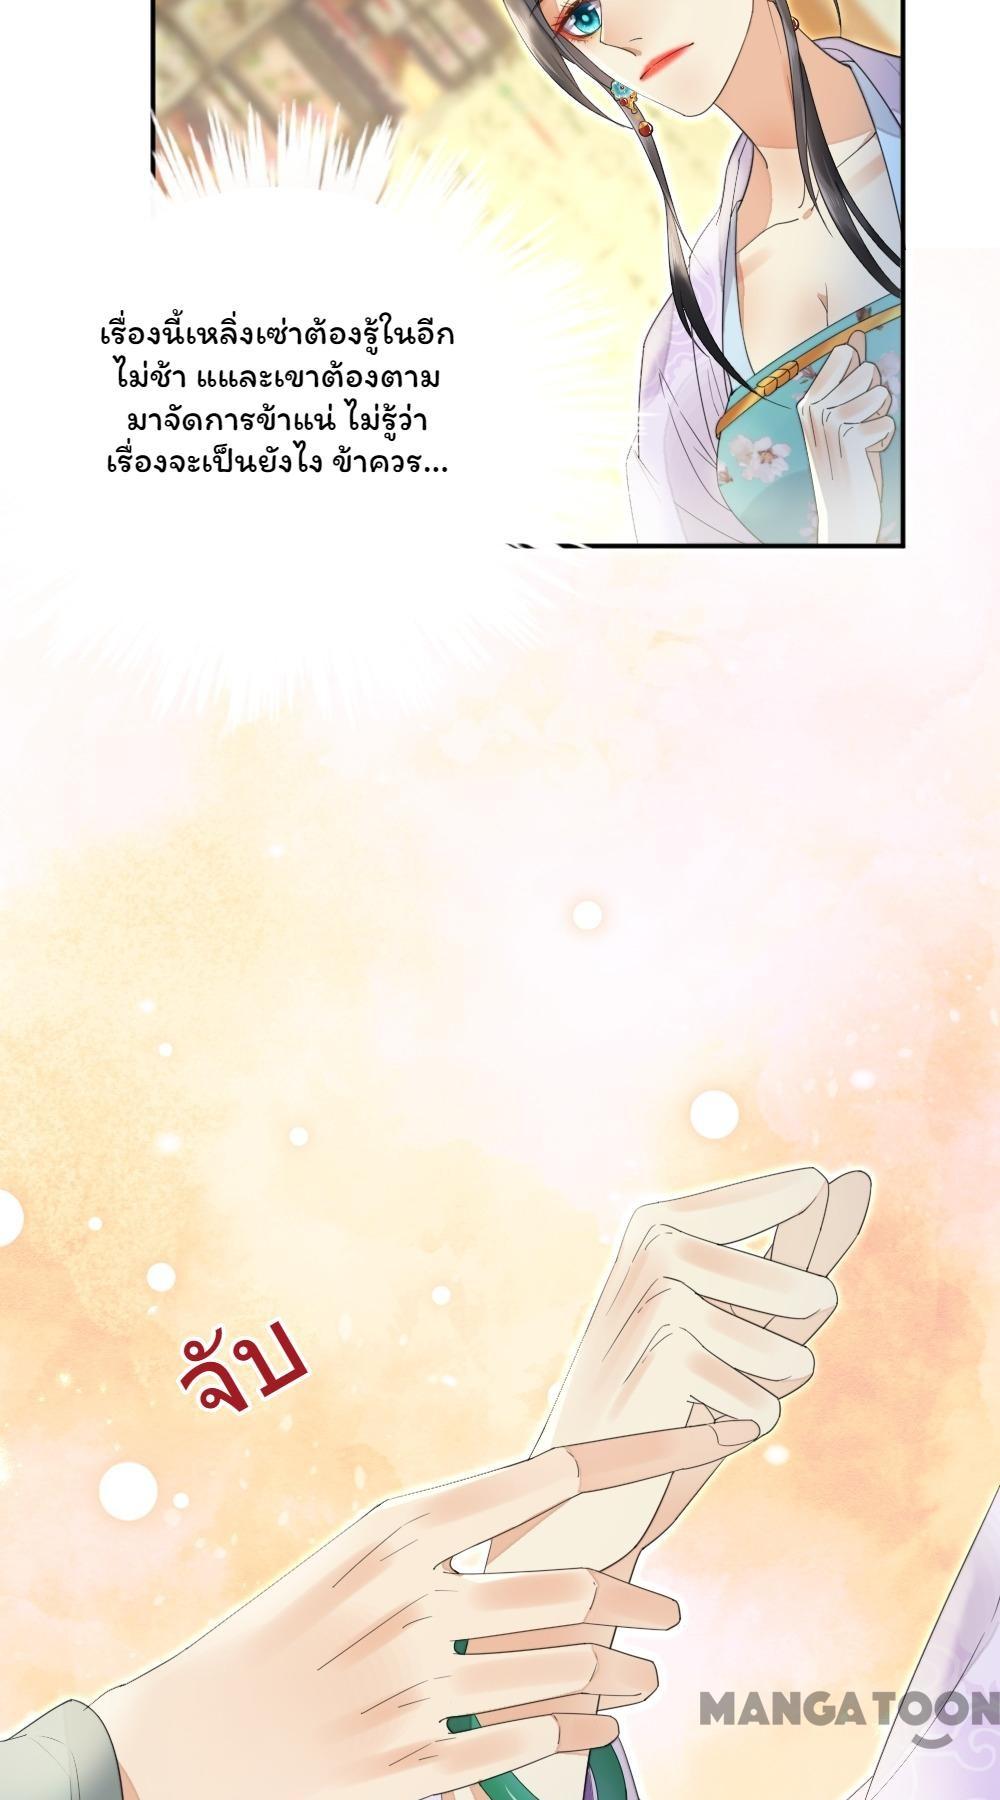 เรื่องนี้เหลิ่งเซ่าต้องรู้ในอีก
ไม่ช้า แและเขาต้องตาม
มาจัดการข้าแน่ ไม่รู้ว่า
เรื่องจะเป็นยังไง ข้าควร...
จับ
MANGATOON